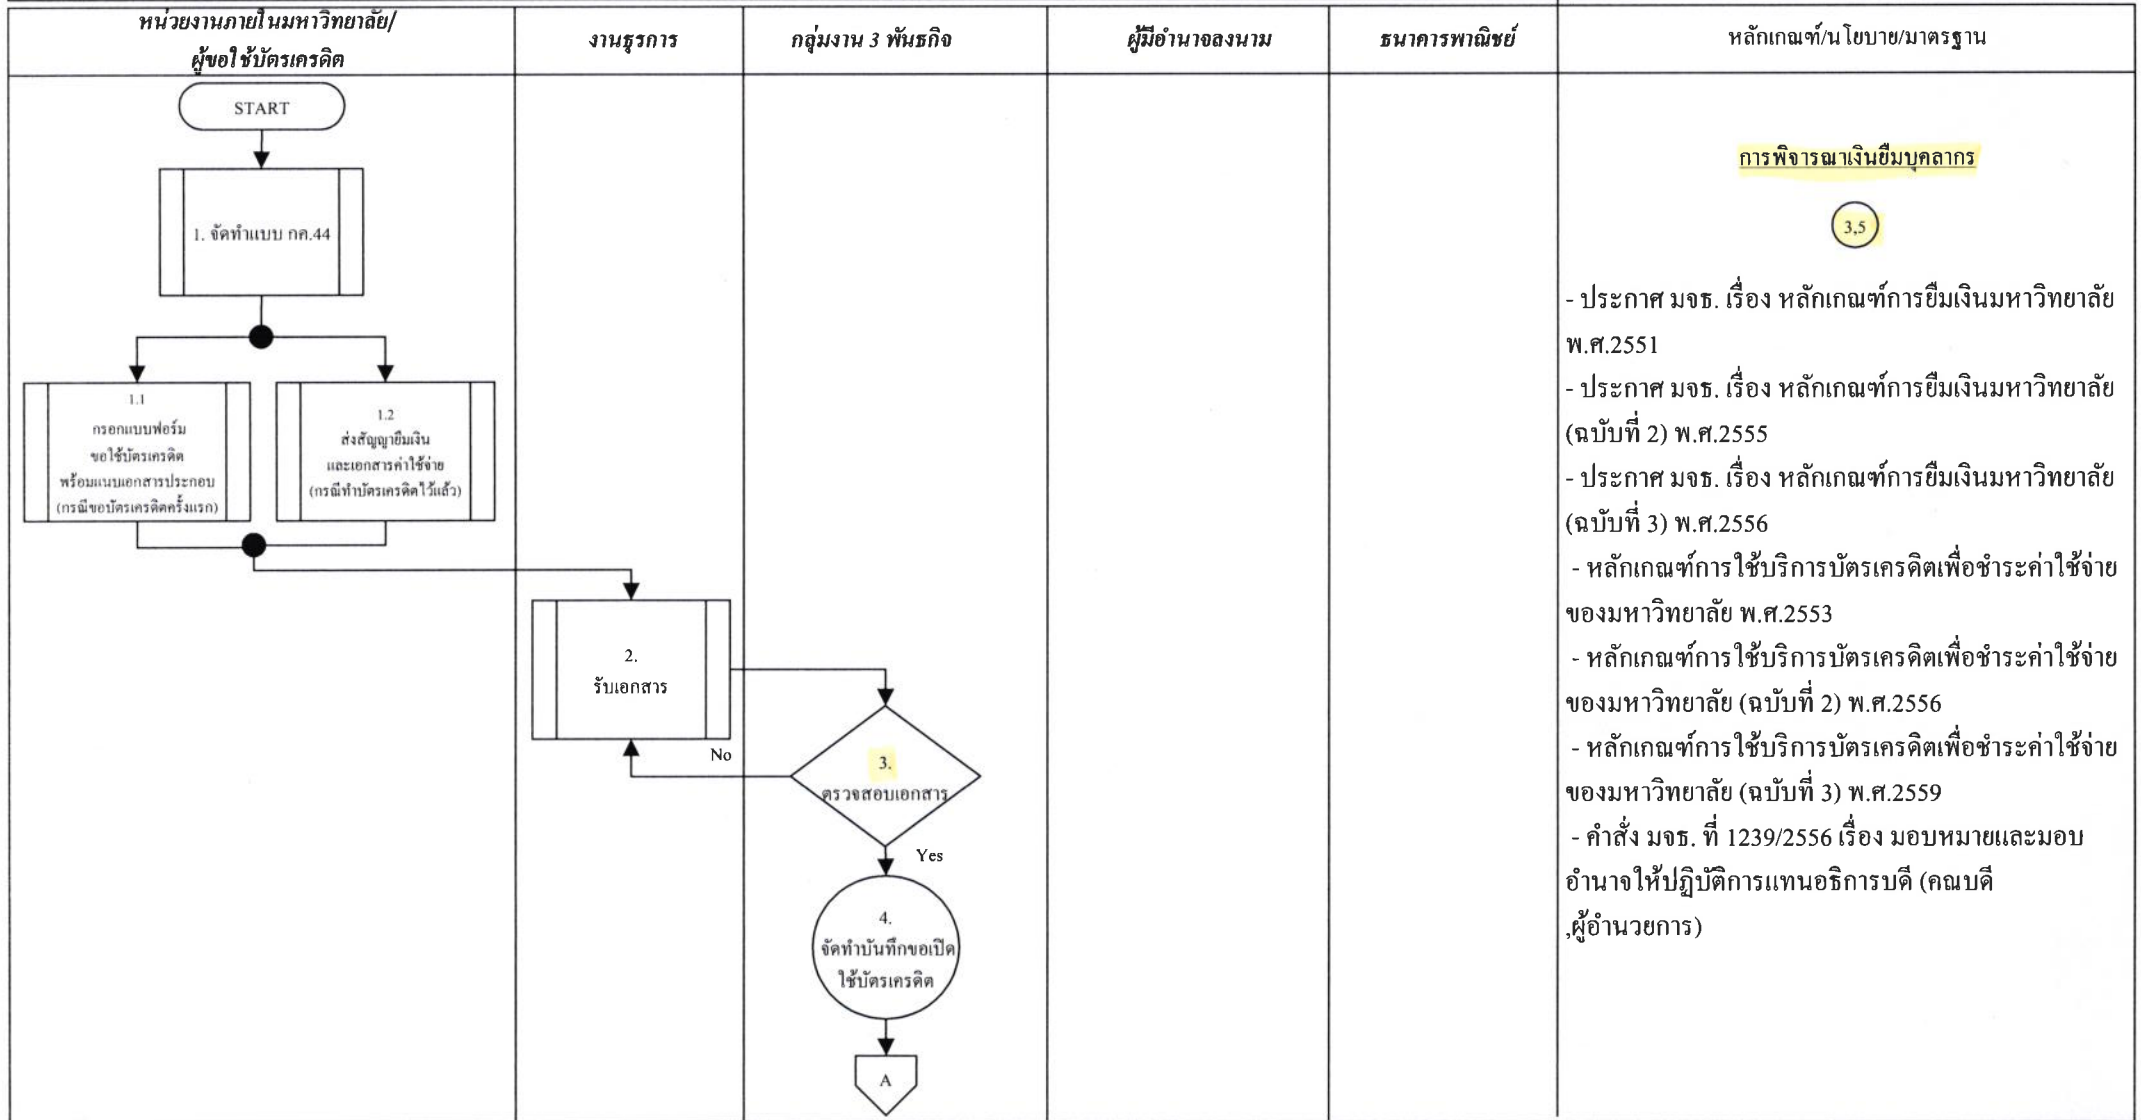 หน่วยงานภายในมหาวิทยาลัย/
ผู้ขอใช้บัตรเครดิต
งานธุรการ
กลุ่มงาน 3 พันธกิจ
ผู้มีอำนาจลงนาม
ธนาคารพาณิชย์
หลักเกณฑ์/นโยบาย/มาตรฐาน
START
1. จัดทำแบบ กค.44
1.1
กรอกแบบฟอร์ม
ขอใช้บัตรเครดิต
พร้อมแนบเอกสารประกอบ
(กรณีขอบัตรเครดิตครั้งแรก)
1.2
ส่งสัญญายืมเงิน
และเอกสารค่าใช้จ่าย
(กรณีทำบัตรเครดิตไว้แล้ว)
2.
รับเอกสาร
No
3.
ตรวจสอบเอกสาร
Yes
4.
จัดทำบันทึกขอเปิด
ใช้บัตรเครดิต
A
การพิจารณาเงินยืมบุคลากร
3,5
- ประกาศ มจธ. เรื่อง หลักเกณฑ์การยืมเงินมหาวิทยาลัย
พ.ศ.2551
- ประกาศ มจธ. เรื่อง หลักเกณฑ์การยืมเงินมหาวิทยาลัย
(ฉบับที่ 2) พ.ศ.2555
- ประกาศ มจธ. เรื่อง หลักเกณฑ์การยืมเงินมหาวิทยาลัย
(ฉบับที่ 3) พ.ศ.2556
- หลักเกณฑ์การใช้บริการบัตรเครดิตเพื่อชำระค่าใช้จ่าย
ของมหาวิทยาลัย พ.ศ.2553
- หลักเกณฑ์การใช้บริการบัตรเครดิตเพื่อชำระค่าใช้จ่าย
ของมหาวิทยาลัย (ฉบับที่ 2) พ.ศ.2556
- หลักเกณฑ์การใช้บริการบัตรเครดิตเพื่อชำระค่าใช้จ่าย
ของมหาวิทยาลัย (ฉบับที่ 3) พ.ศ.2559
- คำสั่ง มจธ. ที่ 1239/2556 เรื่อง มอบหมายและมอบ
อำนาจให้ปฏิบัติการแทนอธิการบดี (คณบดี
,ผู้อำนวยการ)